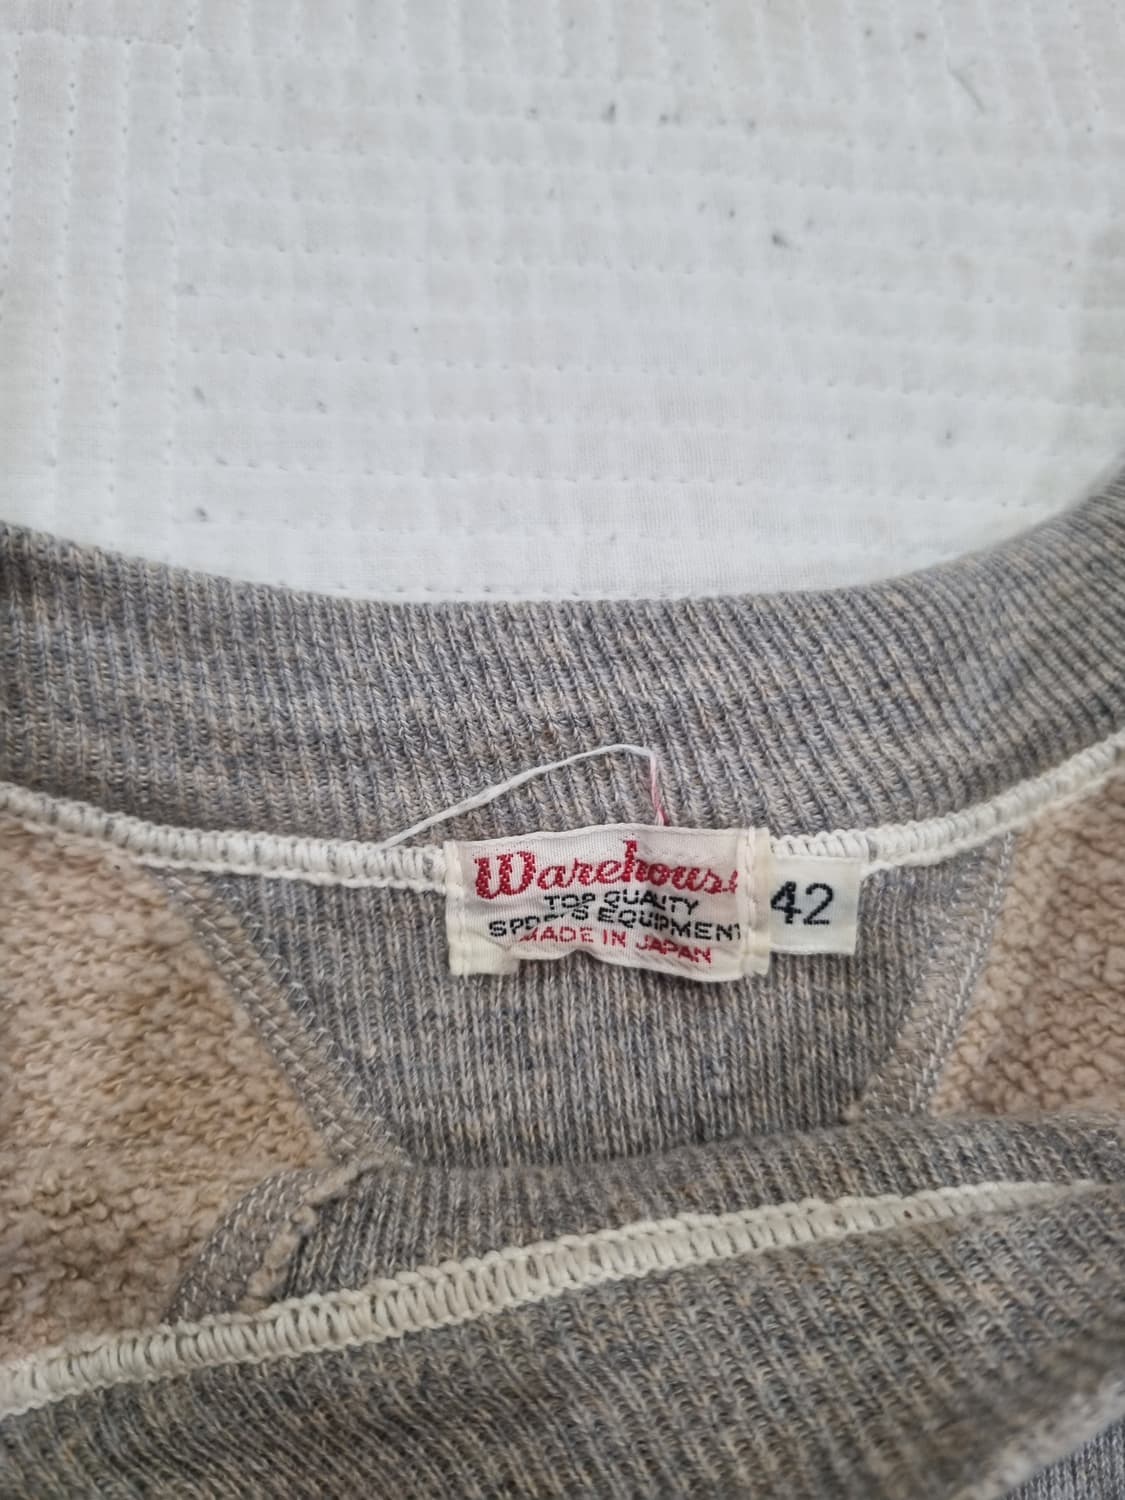 Warehouse
TOP QUALITY
SPORTS EQUIPMENT
MADE IN JAPAN
42